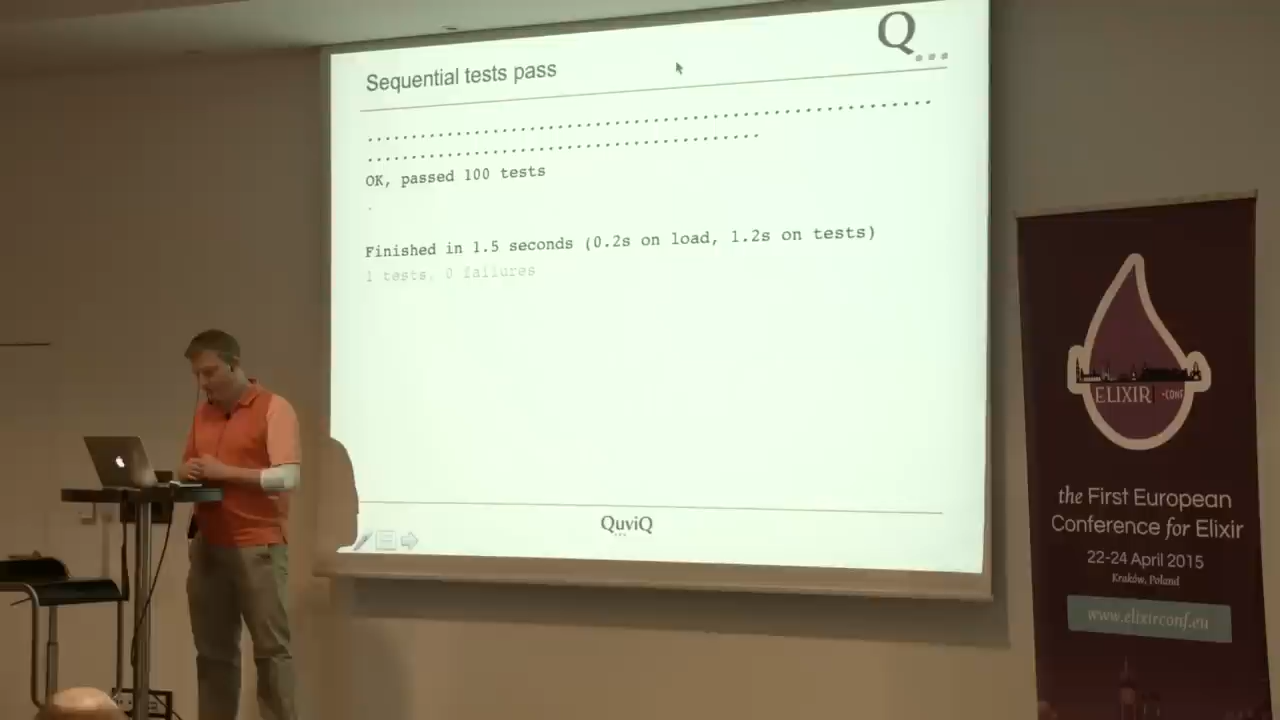 Sequential tests pass
Q...
................................................................
............................................
OK, passed 100 tests
.
Finished in 1.5 seconds (0.2s on load, 1.2s on tests)
1 tests, 0 failures
QuviQ
ELIXIR -CONF
the First European
Conference for Elixir
22-24 April 2015
Kraków, Poland
www.elixirconf.eu